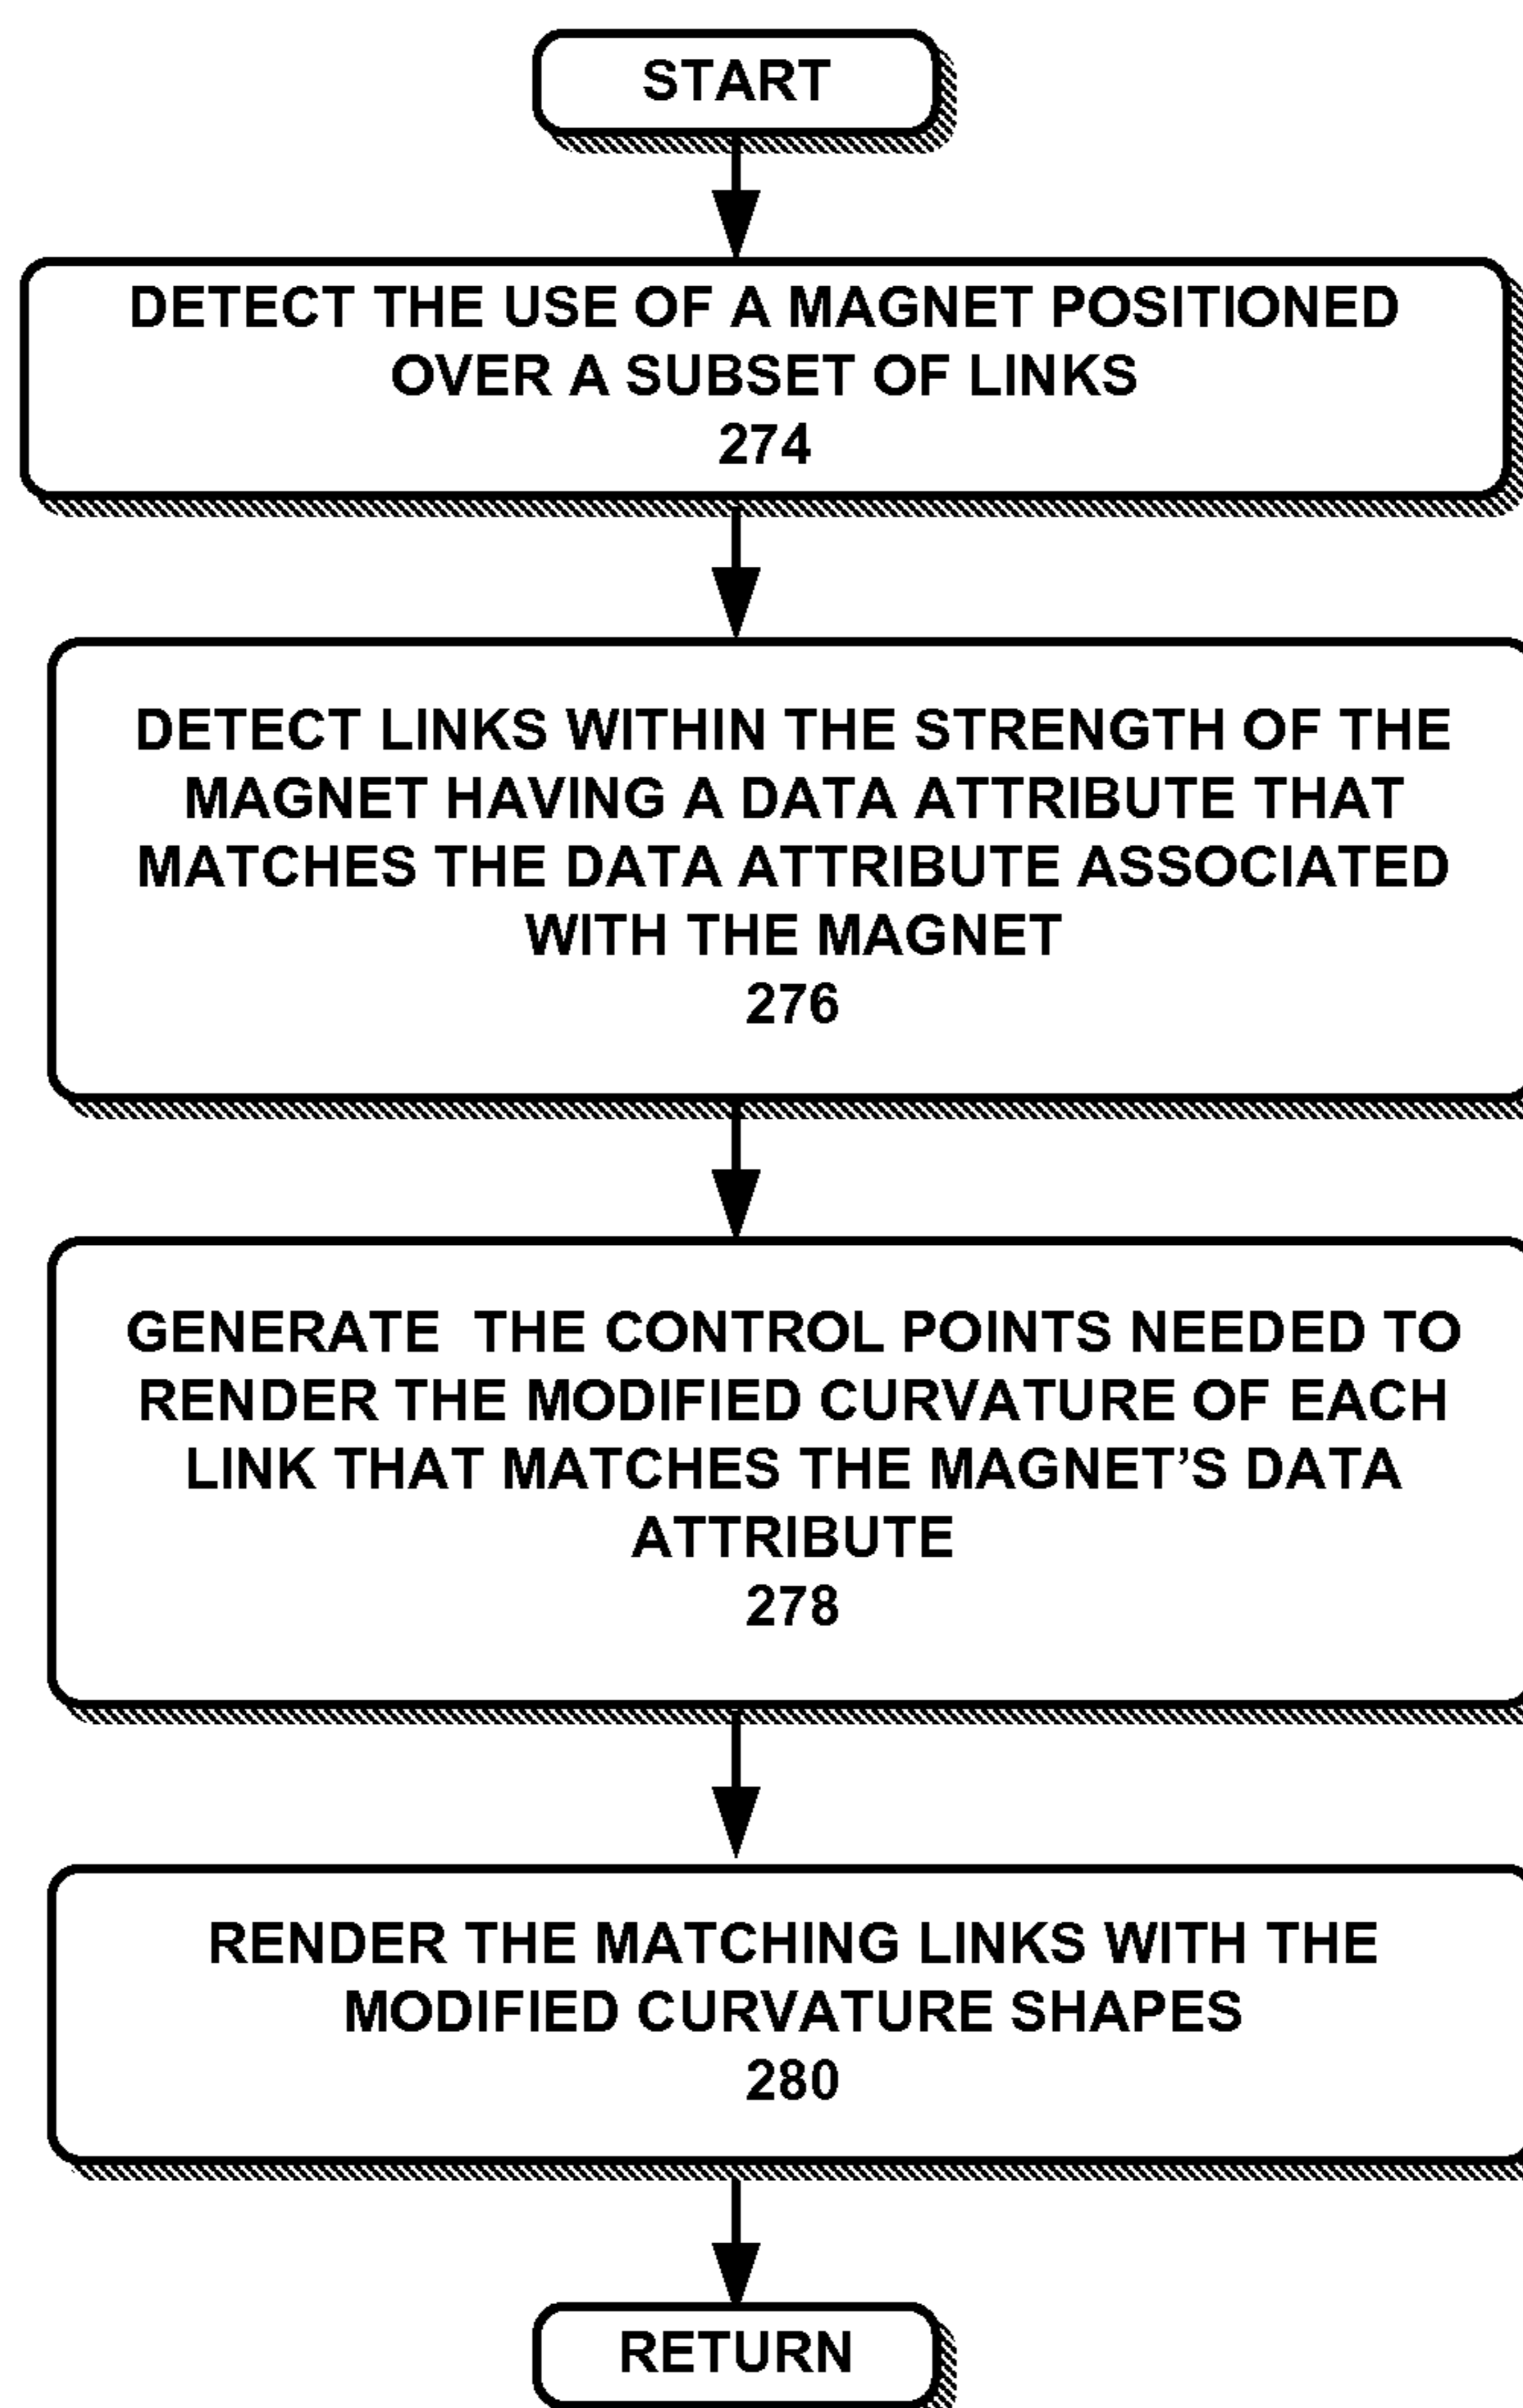 START
DETECT THE USE OF A MAGNET POSITIONED
OVER A SUBSET OF LINKS
274
DETECT LINKS WITHIN THE STRENGTH OF THE
MAGNET HAVING A DATA ATTRIBUTE THAT
MATCHES THE DATA ATTRIBUTE ASSOCIATED
WITH THE MAGNET
276
GENERATE THE CONTROL POINTS NEEDED TO
RENDER THE MODIFIED CURVATURE OF EACH
LINK THAT MATCHES THE MAGNET’S DATA
ATTRIBUTE
278
RENDER THE MATCHING LINKS WITH THE
MODIFIED CURVATURE SHAPES
280
RETURN